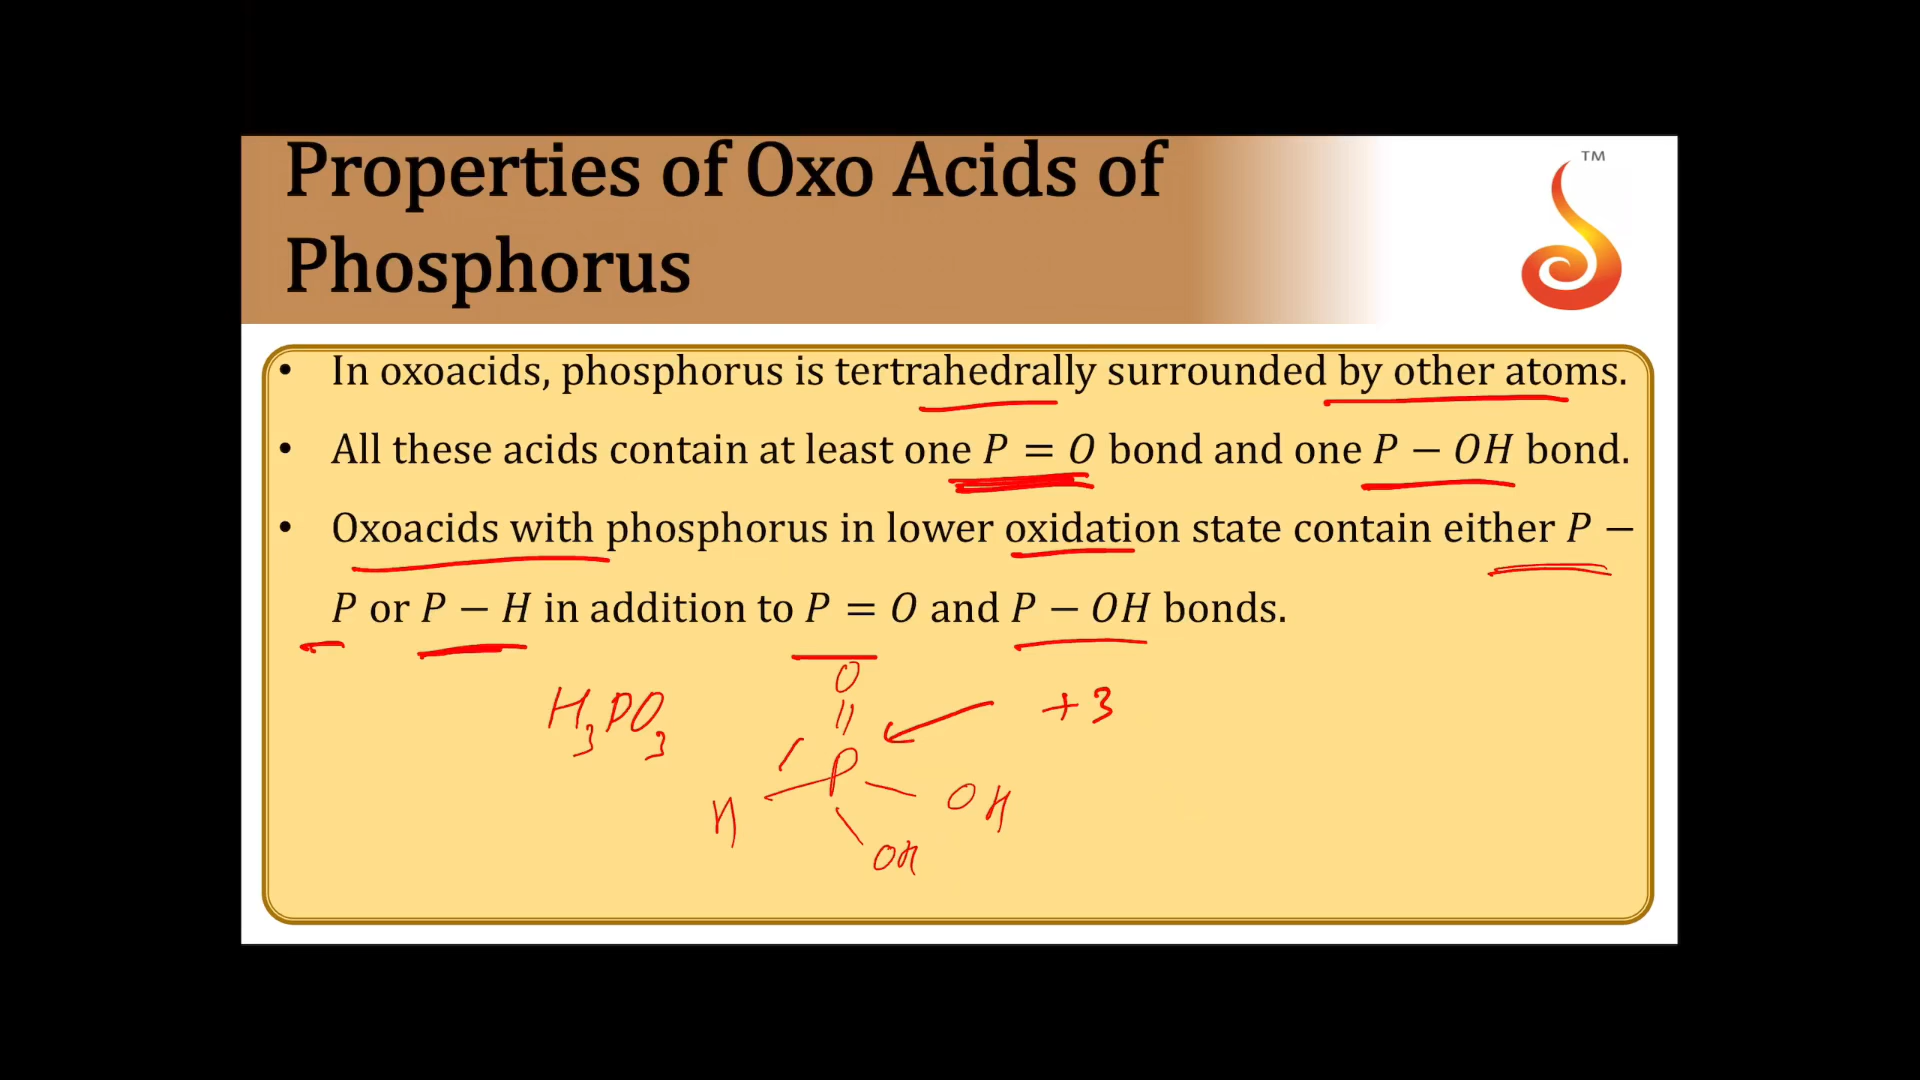 Properties of Oxo Acids of
Phosphorus
TM
• In oxoacids, phosphorus is tertrahedrally surrounded by other atoms.
• All these acids contain at least one P = O bond and one P − OH bond.
• Oxoacids with phosphorus in lower oxidation state contain either P −
P or P − H in addition to P = O and P − OH bonds.
O
H₃PO₃ +3
P
H OH
OH